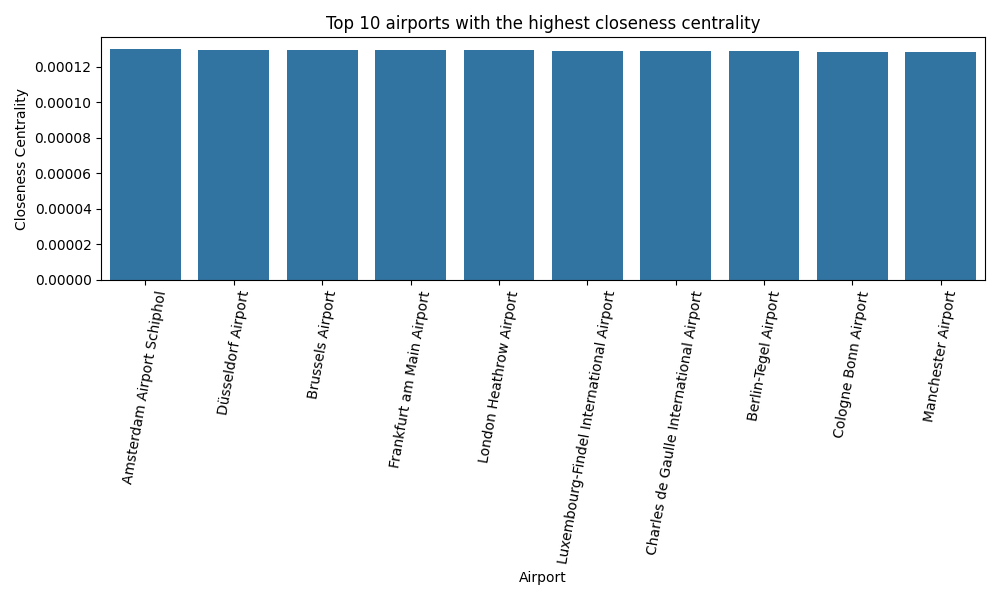 Top 10 airports with the highest closeness centrality
Closeness Centrality
0.00012
0.00010
0.00008
0.00006
0.00004
0.00002
0.00000
Amsterdam Airport Schiphol
Düsseldorf Airport
Brussels Airport
Frankfurt am Main Airport
London Heathrow Airport
Luxembourg-Findel International Airport
Charles de Gaulle International Airport
Berlin-Tegel Airport
Cologne Bonn Airport
Manchester Airport
Airport